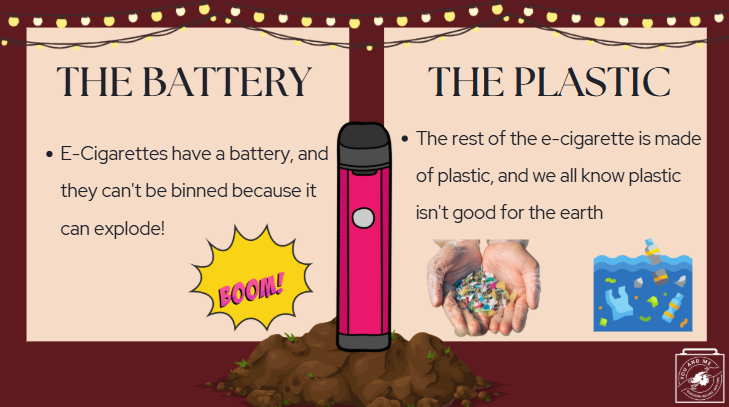 THE BATTERY
E-Cigarettes have a battery, and
they can't be binned because it
can explode!
BOOM!
THE PLASTIC
The rest of the e-cigarette is made
of plastic, and we all know plastic
isn't good for the earth
YOU AND ME